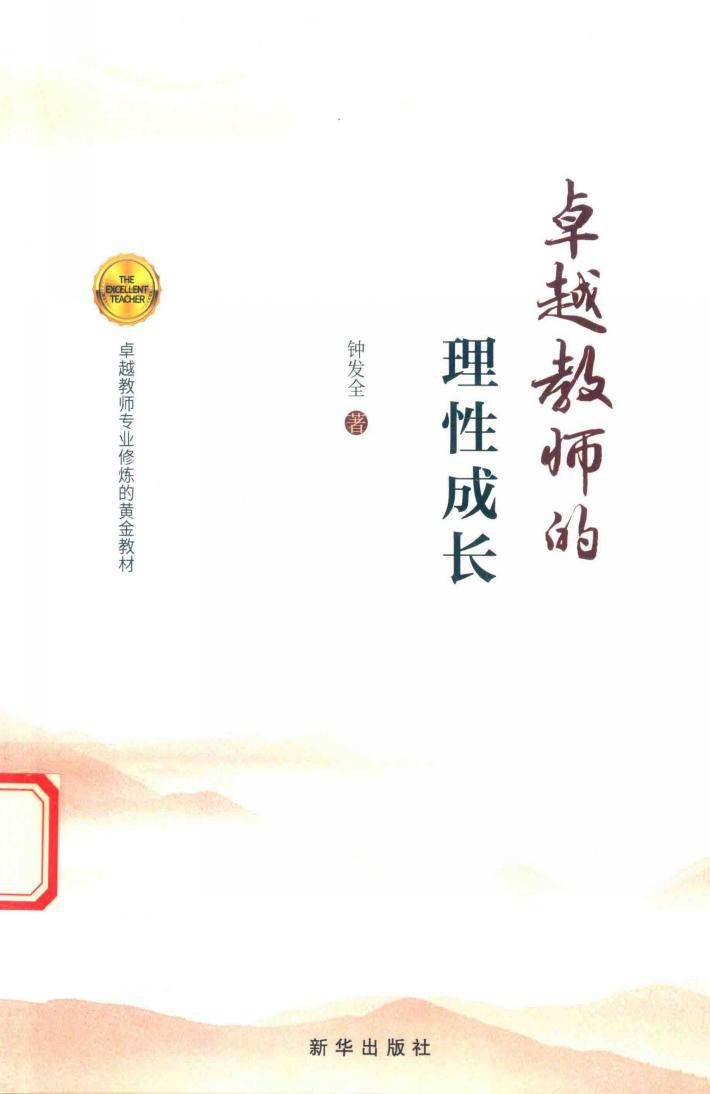 卓越教师的
理性成长
钟发全 著
THE
EXCELLENT
TEACHER
卓越教师专业修炼的黄金教材
新华出版社